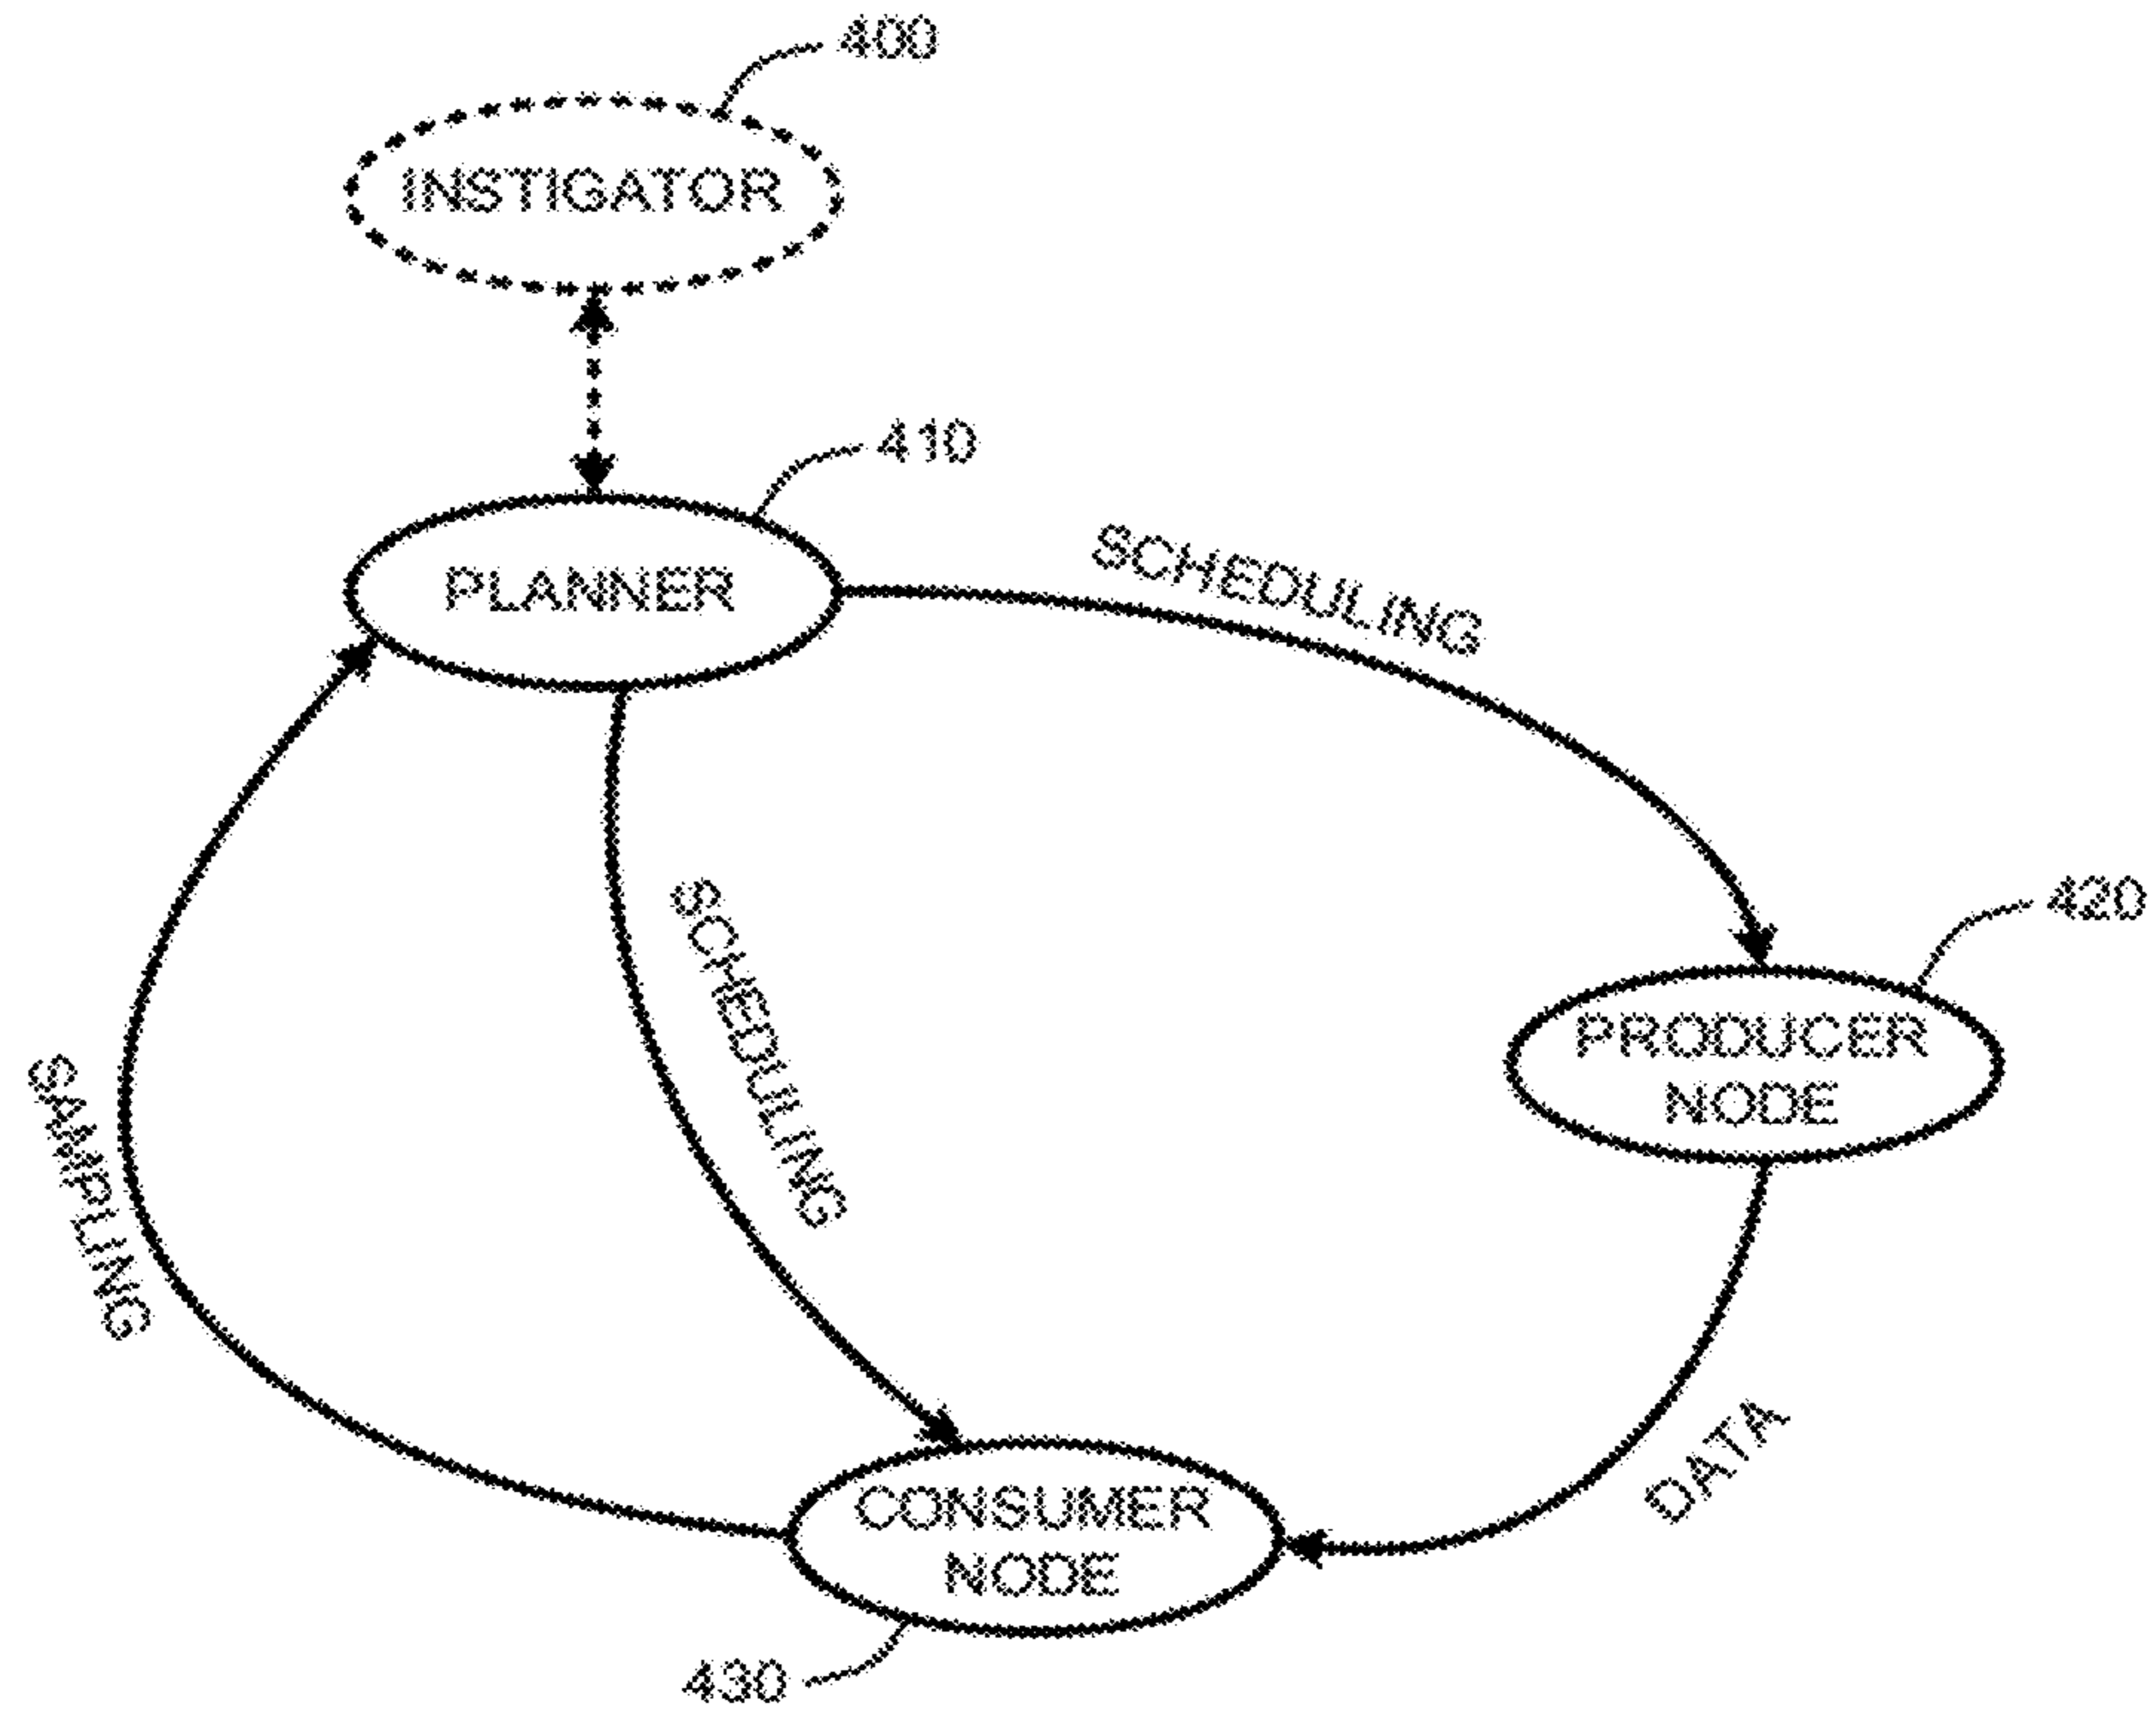 400
INSTIGATOR
410
PLANNER
SCHEDULING
420
PRODUCER
NODE
SCHEDULING
SAMPLING
DATA
CONSUMER
NODE
430